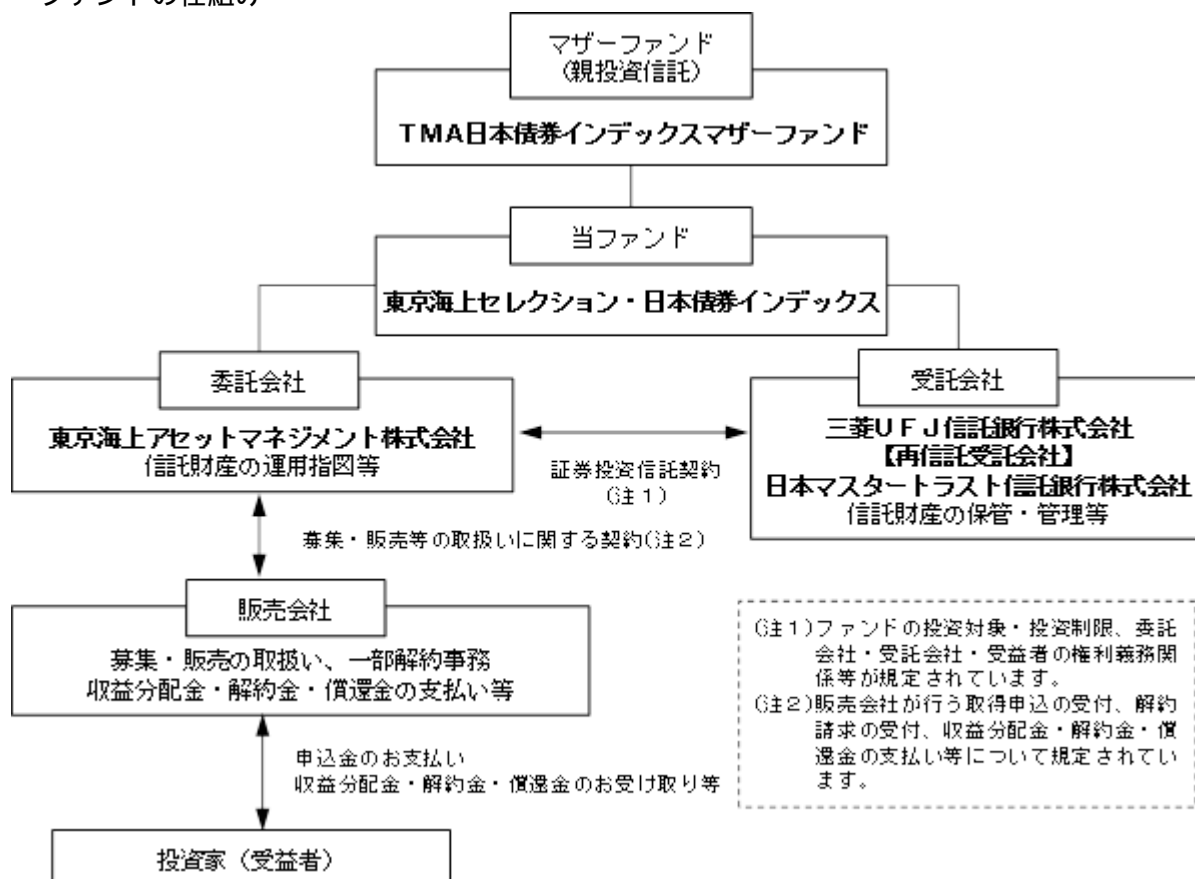 ファンドの仕組み
マザーファンド
(親投資信託)
TMA日本債券インデックスマザーファンド
当ファンド
東京海上セレクション・日本債券インデックス
委託会社
東京海上アセットマネジメント株式会社
信託財産の運用指図等
証券投資信託契約
(注1)
受託会社
三菱UFJ信託銀行株式会社
【再信託受託会社】
日本マスタートラスト信託銀行株式会社
信託財産の保管・管理等
募集・販売等の取扱いに関する契約(注2)
販売会社
募集・販売の取扱い、一部解約事務
収益分配金・解約金・償還金の支払い等
(注1)ファンドの投資対象・投資制限、委託
会社・受託会社・受益者の権利義務関
係等が規定されています。
(注2)販売会社が行う取得申込の受付、解約
請求の受付、収益分配金・解約金・償
還金の支払い等について規定されてい
ます。
申込金のお支払い
収益分配金・解約金・償還金のお受け取り等
投資家(受益者)